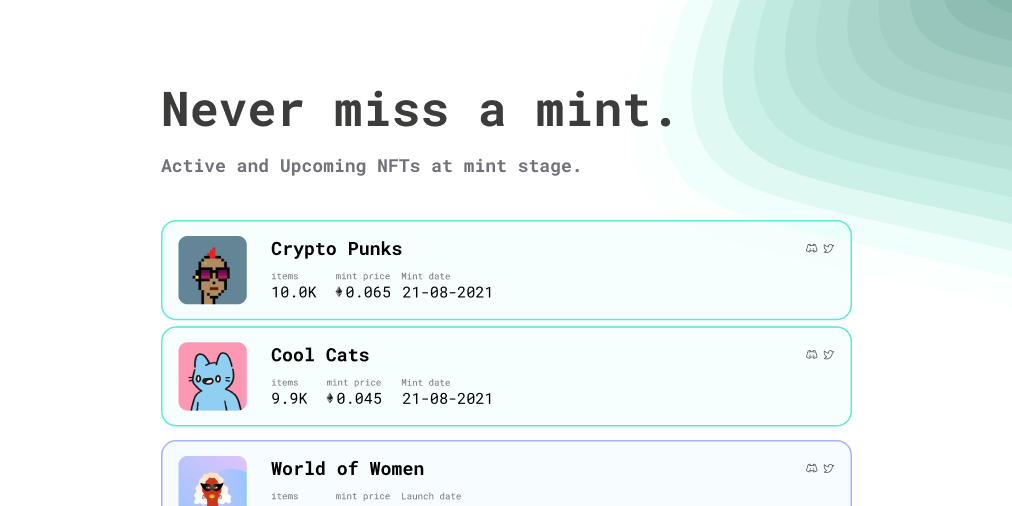 Never miss a mint.
Active and Upcoming NFTs at mint stage.
Crypto Punks
items mint price Mint date
10.0K 0.065 21-08-2021
Cool Cats
items mint price Mint date
9.9K 0.045 21-08-2021
World of Women
items mint price Launch date